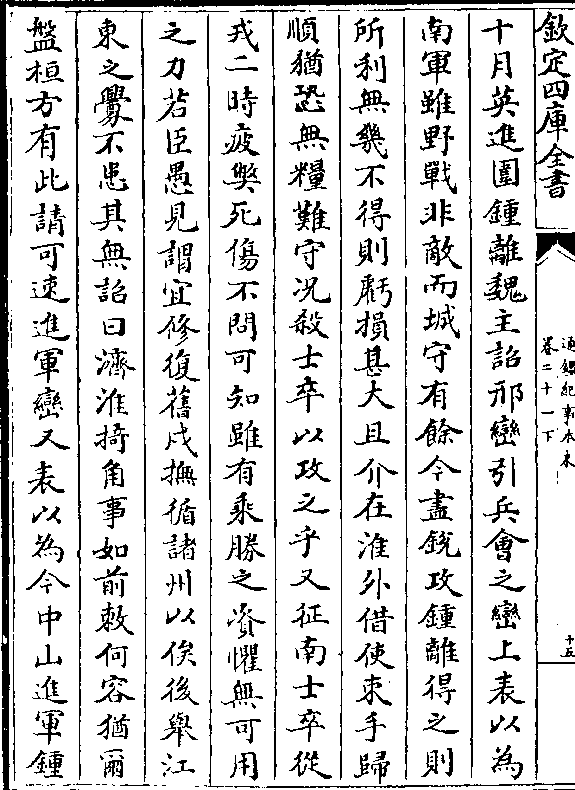 欽定四庫全書
通鑑紀事本末
卷二十一下
十五
十月英進圍鍾離魏主詔邢巒引兵會之巒上表以為
南軍雖野戰非敵而城守有餘今盡銳攻鍾離得之則
所利無幾不得則虧損甚大且介在淮外借使束手歸
順猶恐無糧難守况殺士卒以攻之乎又征南士卒從
戎二時疲弊死傷不問可知雖有乘勝之資懼無可用
之力若臣愚見謂宜修復舊戍撫循諸州以俟後舉江
東之釁不患其無詔曰濟淮掎角事如前敕何容猶爾
盤桓方有此請可速進軍巒又表以為今中山進軍鍾